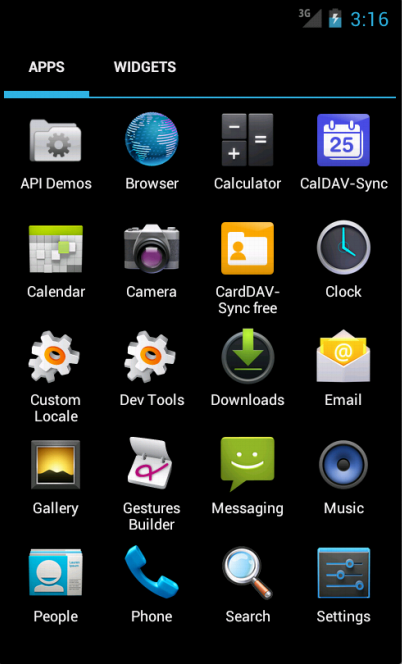 3G 3:16
APPS WIDGETS
25
API Demos Browser Calculator CalDAV-Sync
Calendar Camera CardDAV-
Sync free Clock
Custom
Locale Dev Tools Downloads Email
@
Gallery Gestures
Builder Messaging Music
People Phone Search Settings